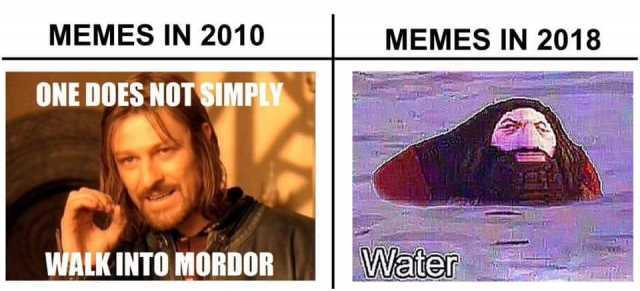 MEMES IN 2010
MEMES IN 2018
ONE DOES NOT SIMPLY
WALK INTO MORDOR
Water